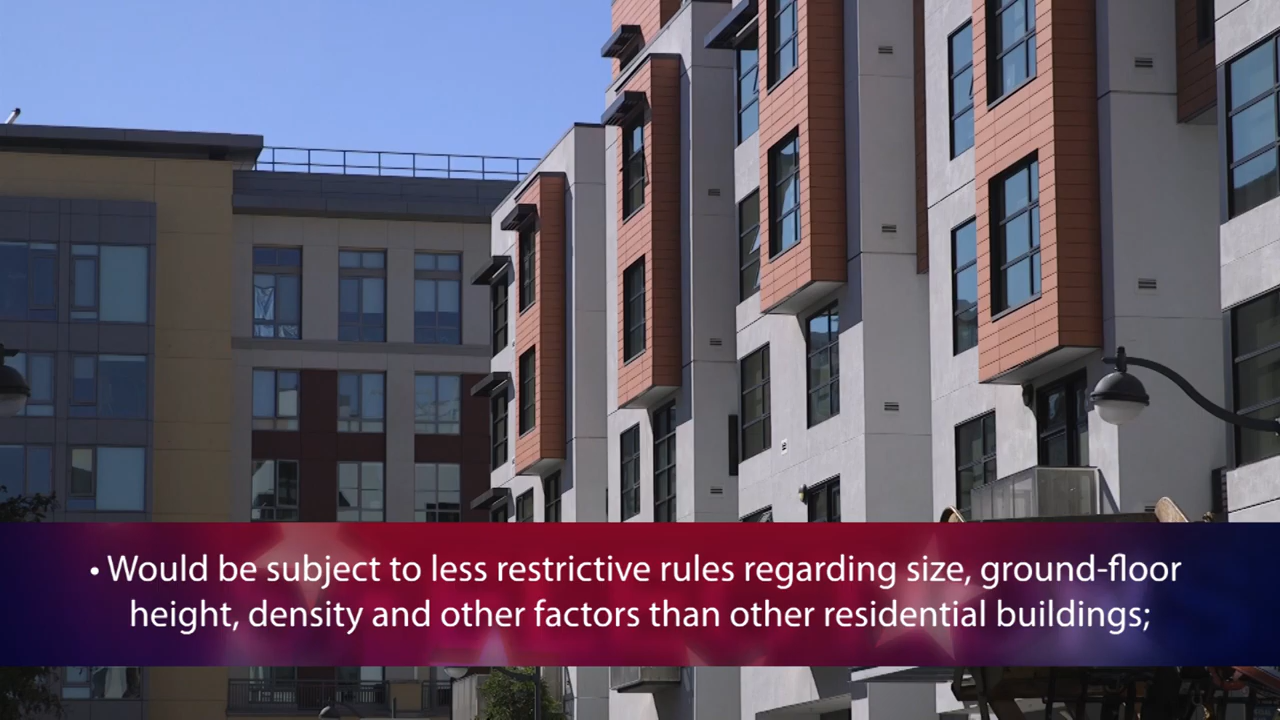 • Would be subject to less restrictive rules regarding size, ground-floor
height, density and other factors than other residential buildings;